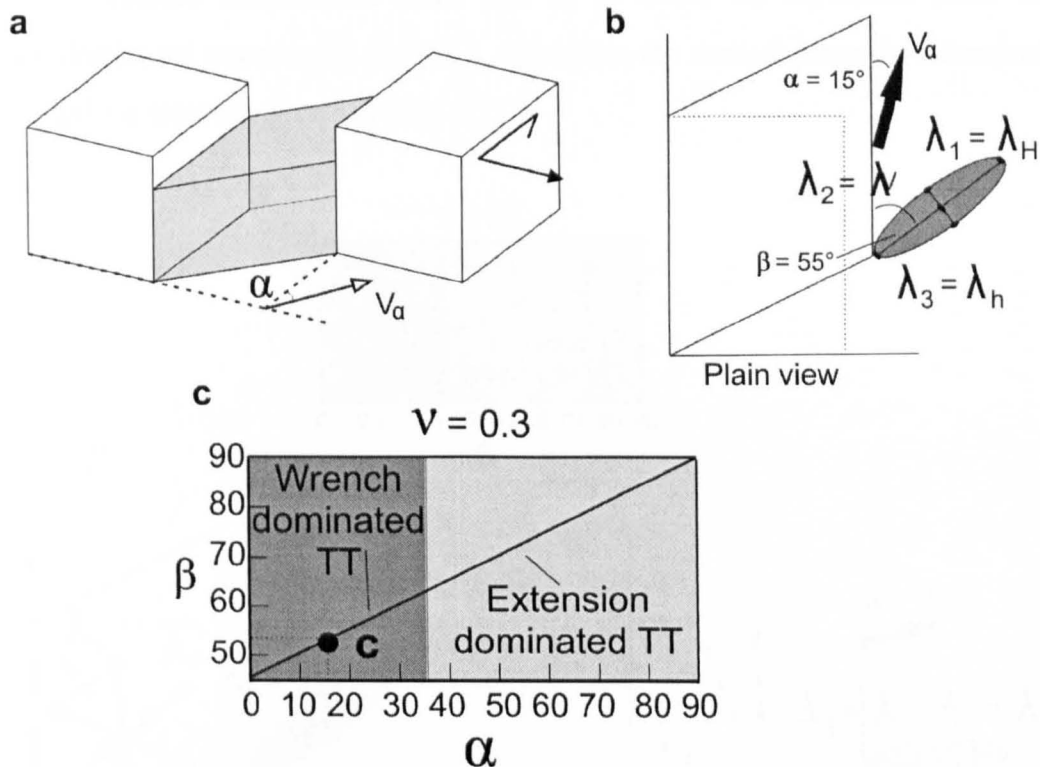 a
α
Vα
b
Vα
α = 15°
λ1 = λH
λ2 = λV
β = 55°
λ3 = λh
Plain view
c
ν = 0.3
90
80
70
60
50
β
Wrench
dominated
TT
Extension
dominated TT
c
0 10 20 30 40 50 60 70 80 90
α